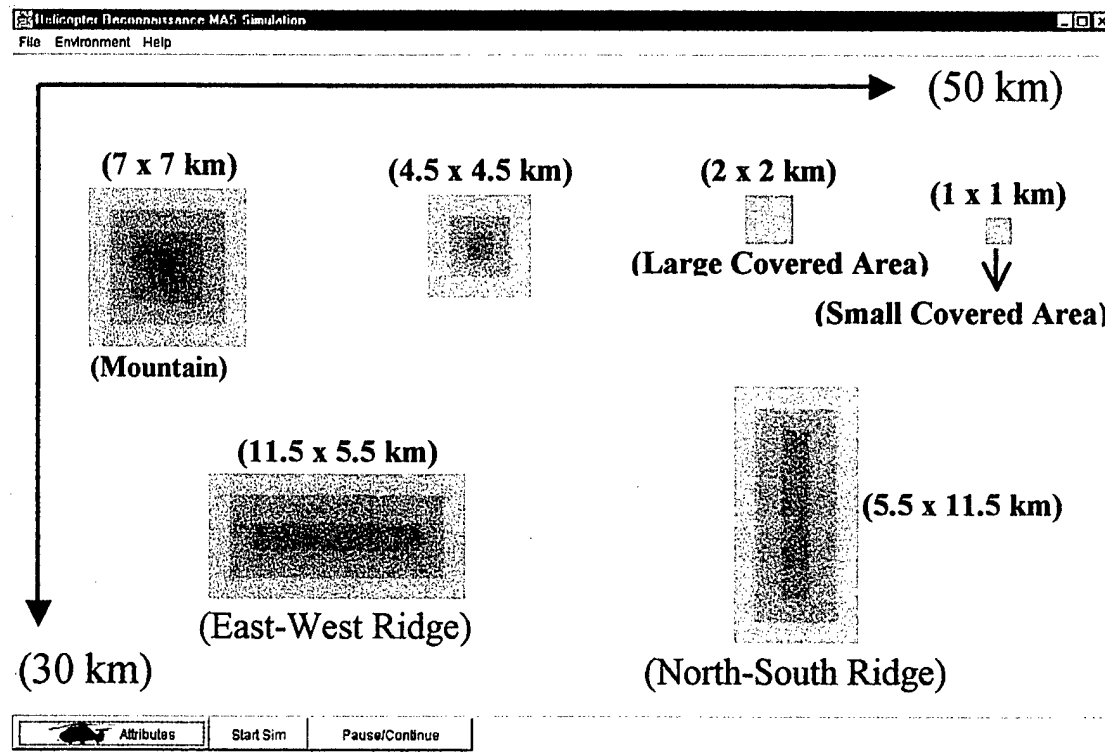 Helicopter Reconnaissance MAS Simulation
File Environment Help
(50 km)
(7 x 7 km)
(4.5 x 4.5 km)
(2 x 2 km)
(1 x 1 km)
(Large Covered Area)
(Small Covered Area)
(Mountain)
(11.5 x 5.5 km)
(5.5 x 11.5 km)
(East-West Ridge)
(North-South Ridge)
(30 km)
Attributes Start Sim Pause/Continue